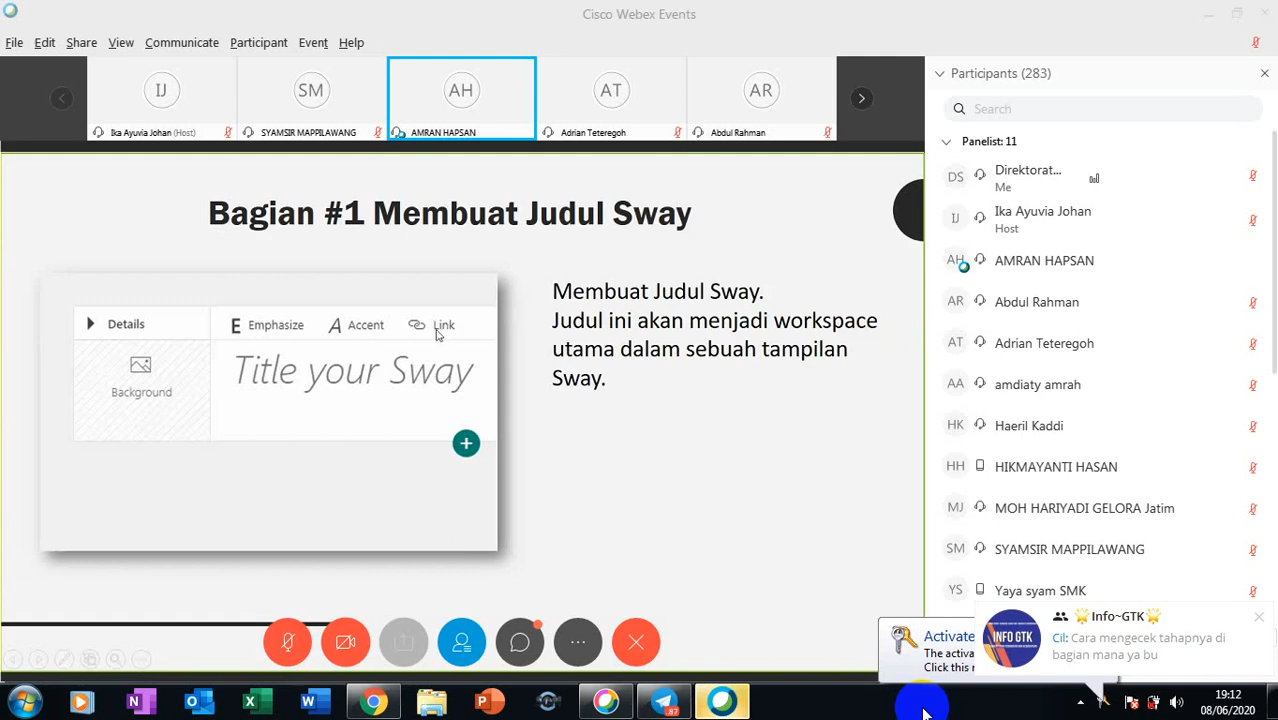 Cisco Webex Events
File Edit Share View Communicate Participant Event Help
IJ
Ika Ayuvia Johan (Host)
SM
SYAMSIR MAPPILAWANG
AH
AMRAN HAPSAN
AT
Adrian Teteregoh
AR
Abdul Rahman
Bagian #1 Membuat Judul Sway
Details
E Emphasize A Accent Link
Background
Title your Sway
Membuat Judul Sway.
Judul ini akan menjadi workspace
utama dalam sebuah tampilan
Sway.
Participants (283)
Search
Panelist: 11
DS Direktorat...
Me
IJ Ika Ayuvia Johan
Host
AH AMRAN HAPSAN
AR Abdul Rahman
AT Adrian Teteregoh
AA amdiaty amrah
HK Haeril Kaddi
HH HIKMAYANTI HASAN
MJ MOH HARIYADI GELORA Jatim
SM SYAMSIR MAPPILAWANG
YS Yaya syam SMK
Activate
The activa
Click this
INFO GTK
🌟Info~GTK🌟
Cil: Cara mengecek tahapnya di
bagian mana ya bu
87
19:12
08/06/2020